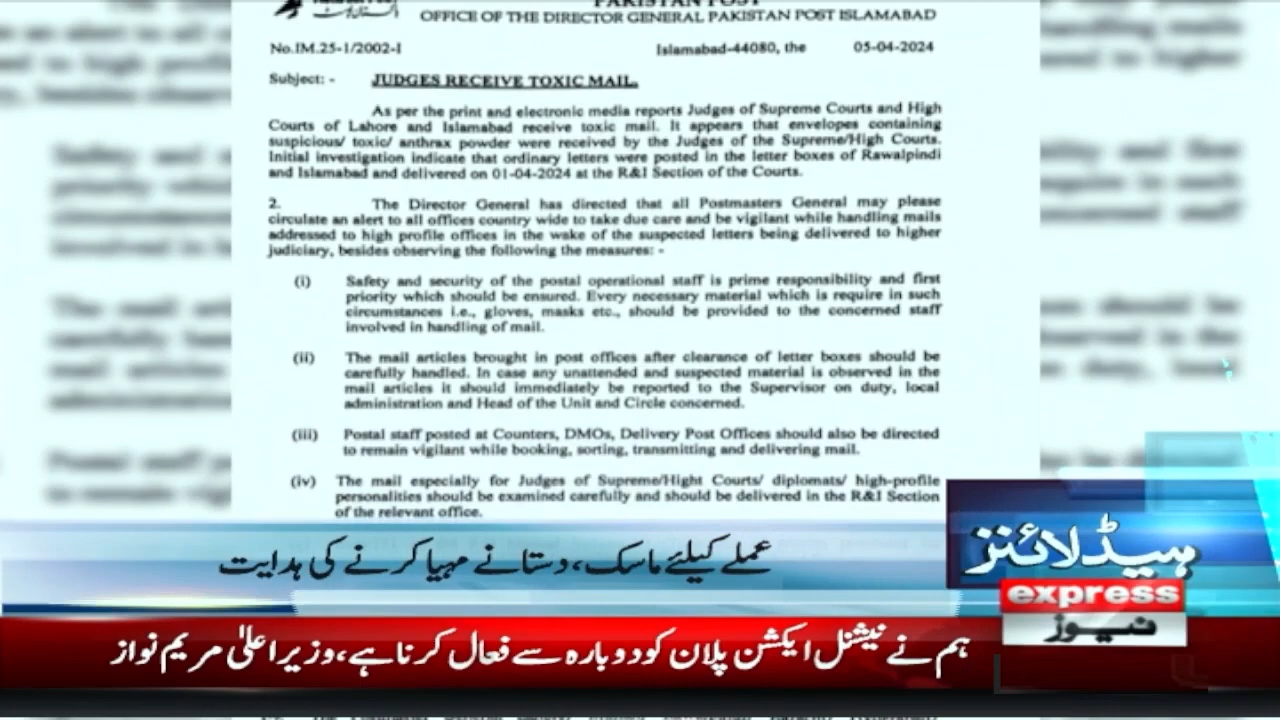 PAKISTAN POST
OFFICE OF THE DIRECTOR GENERAL PAKISTAN POST ISLAMABAD
No.IM.25-1/2002-I Islamabad-44080, the 05-04-2024
Subject: - JUDGES RECEIVE TOXIC MAIL.
As per the print and electronic media reports Judges of Supreme Courts and High
Courts of Lahore and Islamabad receive toxic mail. It appears that envelopes containing
suspicious/ toxic/ anthrax powder were received by the Judges of the Supreme/High Courts.
Initial investigation indicate that ordinary letters were posted in the letter boxes of Rawalpindi
and Islamabad and delivered on 01-04-2024 at the R&I Section of the Courts.
2. The Director General has directed that all Postmasters General may please
circulate an alert to all offices country wide to take due care and be vigilant while handling mails
addressed to high profile offices in the wake of the suspected letters being delivered to higher
judiciary, besides observing the following the measures: -
(i) Safety and security of the postal operational staff is prime responsibility and first
priority which should be ensured. Every necessary material which is require in such
circumstances i.e., gloves, masks etc., should be provided to the concerned staff
involved in handling of mail.
(ii) The mail articles brought in post offices after clearance of letter boxes should be
carefully handled. In case any unattended and suspected material is observed in the
mail articles it should immediately be reported to the Supervisor on duty, local
administration and Head of the Unit and Circle concerned.
(iii) Postal staff posted at Counters, DMOs, Delivery Post Offices should also be directed
to remain vigilant while booking, sorting, transmitting and delivering mail.
(iv) The mail especially for Judges of Supreme/Hight Courts/ diplomats/ high-profile
personalities should be examined carefully and should be delivered in the R&I Section
of the relevant office.
عملے کیلئے ماسک، دستانے مہیا کرنے کی ہدایت
ہیڈلائنز
express
نیوز
ہم نے نیشنل ایکشن پلان کو دوبارہ سے فعال کرنا ہے، وزیراعلیٰ مریم نواز